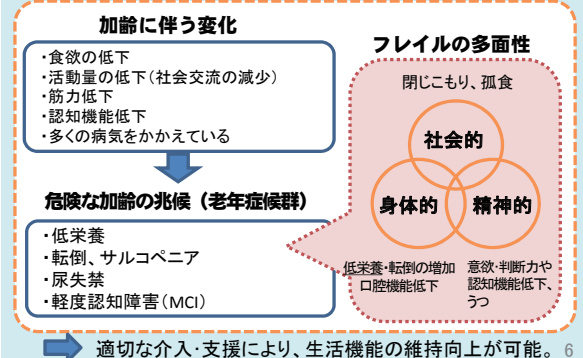 加齢に伴う変化
・食欲の低下
・活動量の低下(社会交流の減少)
・筋力低下
・認知機能低下
・多くの病気をかかえている
危険な加齢の兆候(老年症候群)
・低栄養
・転倒、サルコペニア
・尿失禁
・軽度認知障害(MCI)
フレイルの多面性
閉じこもり、孤食
社会的
身体的
精神的
低栄養・転倒の増加
口腔機能低下
意欲・判断力や
認知機能低下、
うつ
適切な介入・支援により、生活機能の維持向上が可能。
6